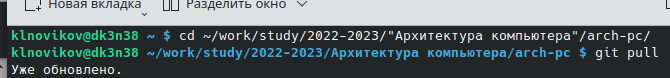 Новая вкладка
Разделить окно
klnovikov@dk3n38 ~ $ cd ~/work/study/2022-2023/"Архитектура компьютера"/arch-pc/
klnovikov@dk3n38 ~/work/study/2022-2023/Архитектура компьютера/arch-pc $ git pull
Уже обновлено.